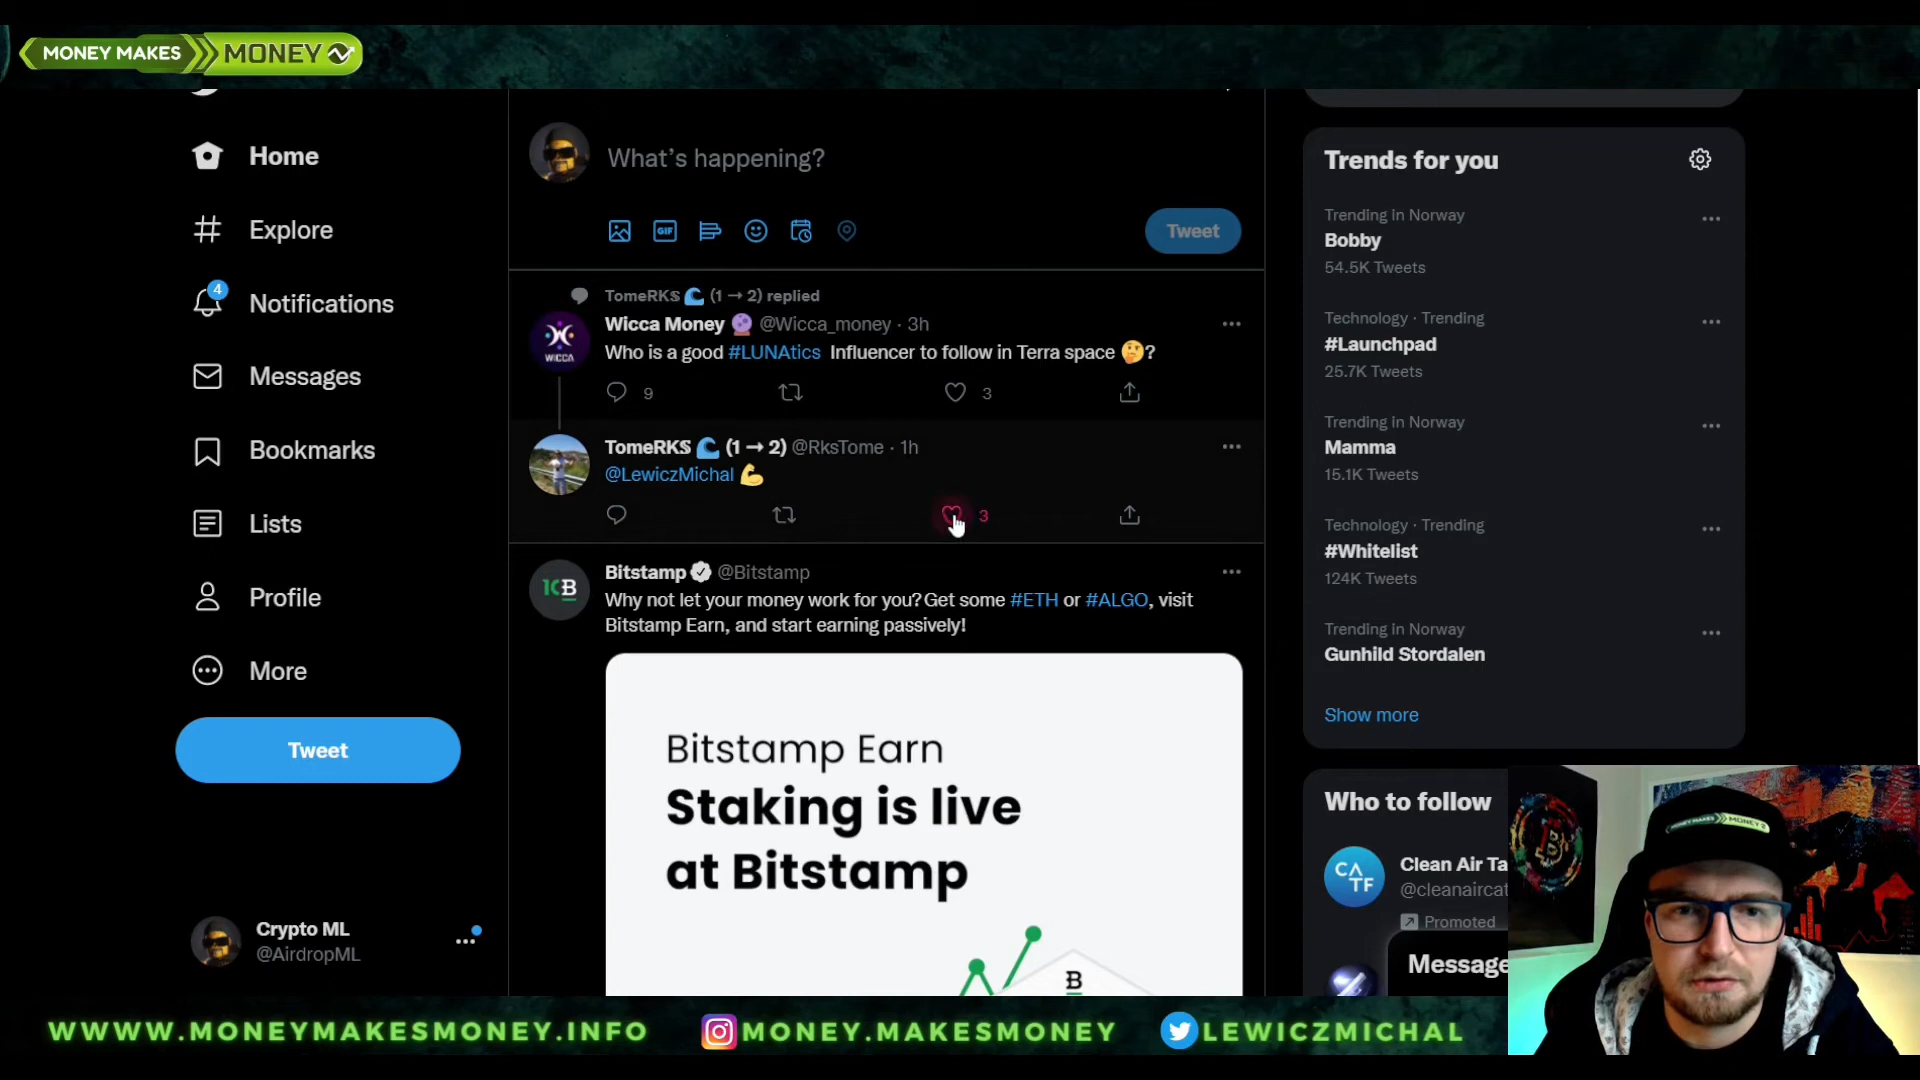 MONEY MAKES MONEY
Home
Explore
4
Notifications
Messages
Bookmarks
Lists
Profile
More
Tweet
Crypto ML
@AirdropML
What's happening?
GIF
Tweet
TomeRKS 🌊 (1 → 2) replied
Wicca Money 🔮 @Wicca_money · 3h
WICCA
Who is a good #LUNAtics Influencer to follow in Terra space 🤔?
9
3
TomeRKS 🌊 (1 → 2) @RksTome · 1h
@LewiczMichal 💪
3
Bitstamp @Bitstamp
Why not let your money work for you? Get some #ETH or #ALGO, visit
Bitstamp Earn, and start earning passively!
Bitstamp Earn
Staking is live
at Bitstamp
B
Trends for you
Trending in Norway
Bobby
54.5K Tweets
Technology · Trending
#Launchpad
25.7K Tweets
Trending in Norway
Mamma
15.1K Tweets
Technology · Trending
#Whitelist
124K Tweets
Trending in Norway
Gunhild Stordalen
Show more
Who to follow
CATF
Clean Air Ta
@cleanaircat
Promoted
Message
MONEY MAKES MONEY
WWWW.MONEYMAKESMONEY.INFO
MONEY.MAKESMONEY
LEWICZMICHAL